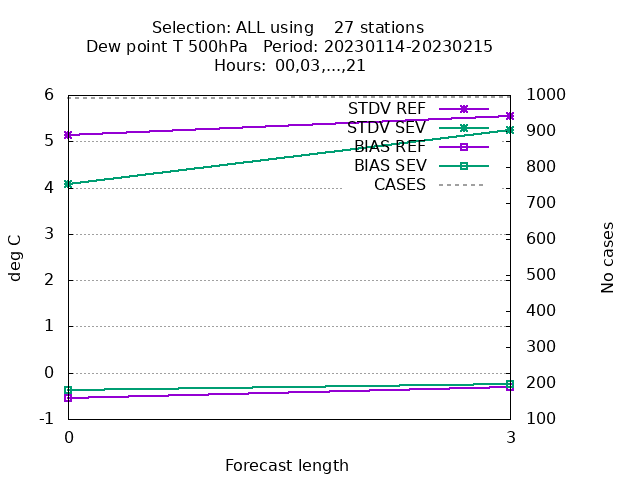 Selection: ALL using    27 stations
Dew point T 500hPa   Period: 20230114-20230215
Hours: 00,03,...,21
6
5
4
3
2
1
0
-1
1000
900
800
700
600
500
400
300
200
100
STDV REF
STDV SEV
BIAS REF
BIAS SEV
CASES
deg C
No cases
0
3
Forecast length